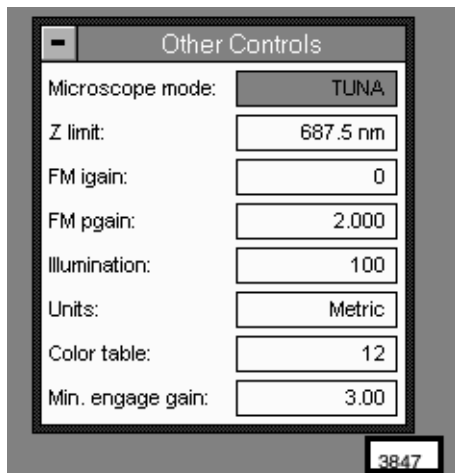 Other Controls
Microscope mode: TUNA
Z limit: 687.5 nm
FM igain: 0
FM pgain: 2.000
Illumination: 100
Units: Metric
Color table: 12
Min. engage gain: 3.00
3847